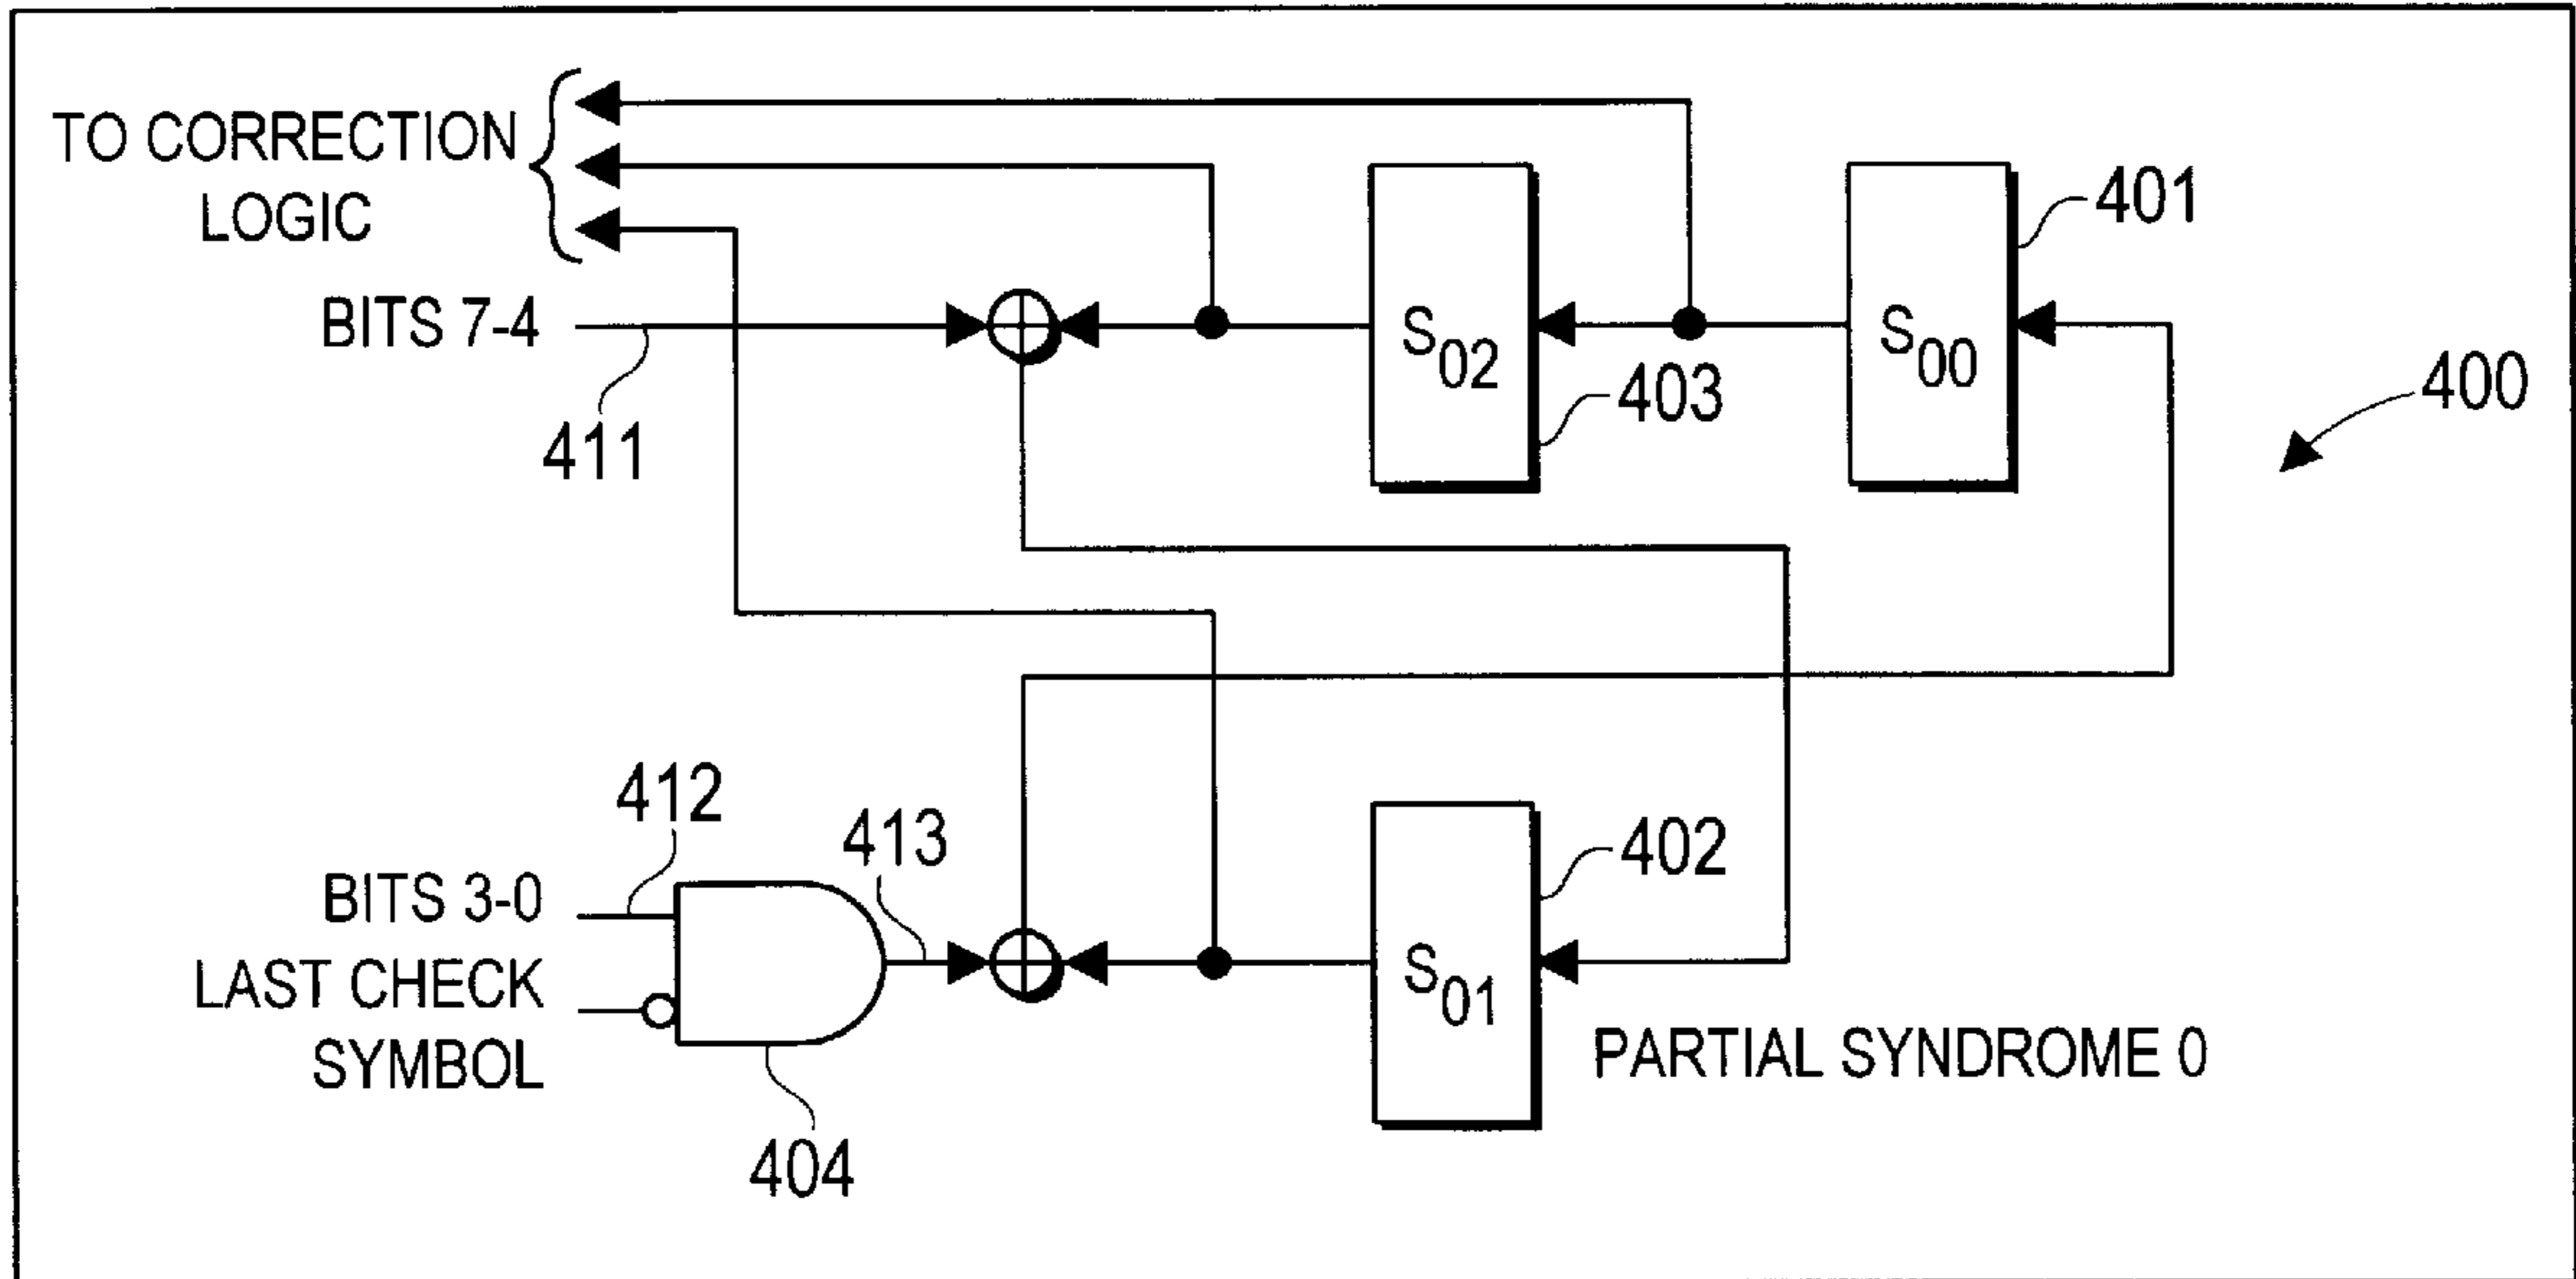 TO CORRECTION
LOGIC
401
BITS 7-4
S02
S00
403
400
411
412
413
402
BITS 3-0
LAST CHECK
SYMBOL
S01
PARTIAL SYNDROME 0
404